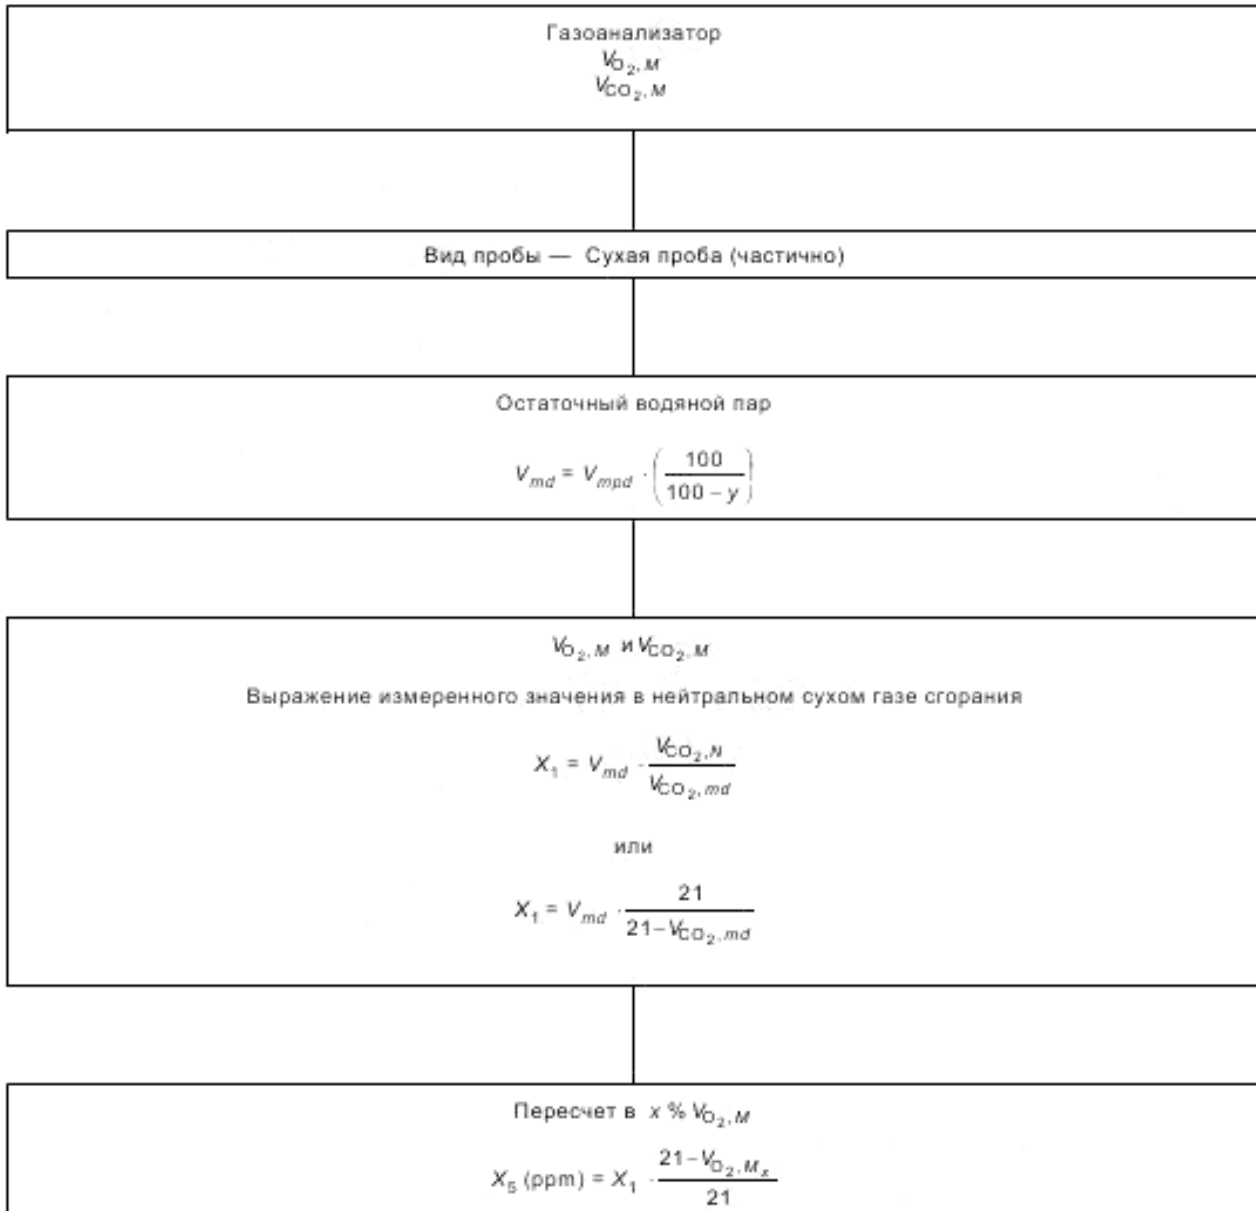 Газоанализатор
V_{O_2, M}
V_{CO_2, M}
Вид пробы — Сухая проба (частично)
Остаточный водяной пар
V_{md} = V_{mpd} · (100 / (100 – y))
V_{O_2, M} и V_{CO_2, M}
Выражение измеренного значения в нейтральном сухом газе сгорания
X_1 = V_{md} · V_{CO_2, N} / V_{CO_2, md}
или
X_1 = V_{md} · 21 / (21 – V_{CO_2, md})
Пересчет в x % V_{O_2, M}
X_5 (ppm) = X_1 · (21 – V_{O_2, M_x}) / 21